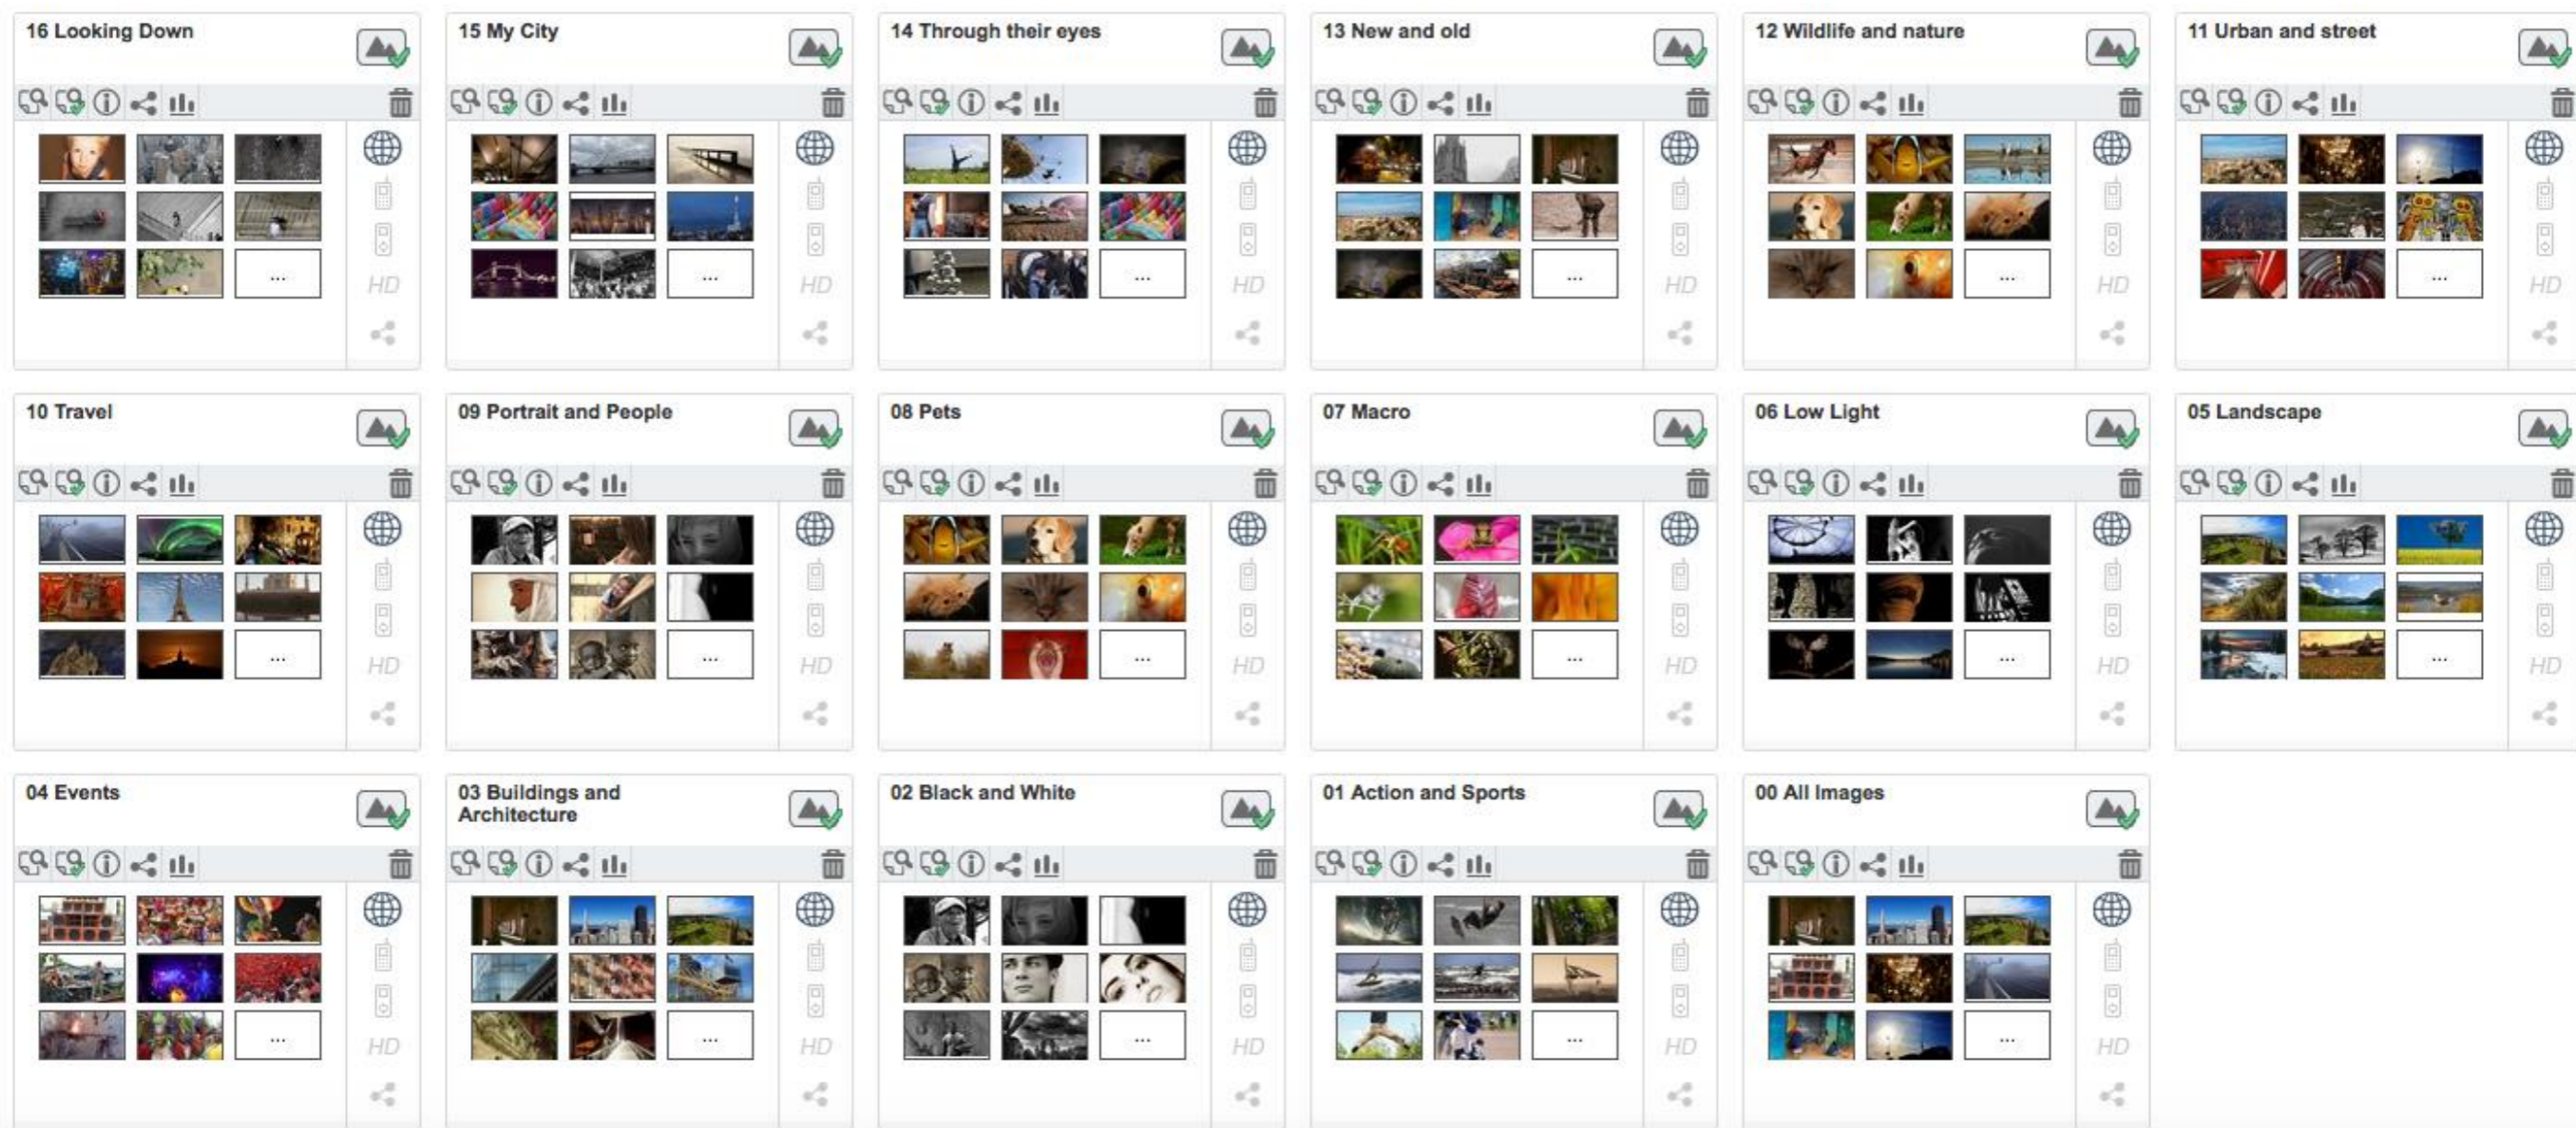 16 Looking Down
15 My City
14 Through their eyes
13 New and old
12 Wildlife and nature
11 Urban and street
...
HD
...
HD
...
HD
...
HD
...
HD
...
HD
10 Travel
09 Portrait and People
08 Pets
07 Macro
06 Low Light
05 Landscape
...
HD
...
HD
...
HD
...
HD
...
HD
...
HD
04 Events
03 Buildings and
Architecture
02 Black and White
01 Action and Sports
00 All Images
...
HD
...
HD
...
HD
...
HD
...
HD